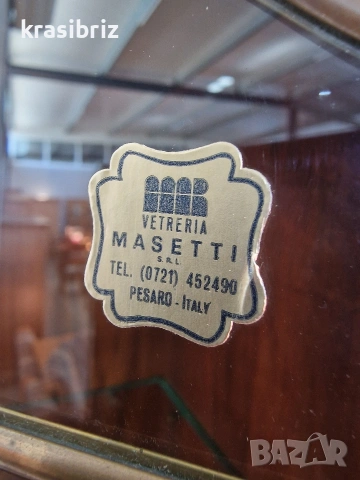 krasibriz
VETRERIA
MASETTI
S.R.L.
TEL. (0721) 452490
PESARO - ITALY
BAZAR